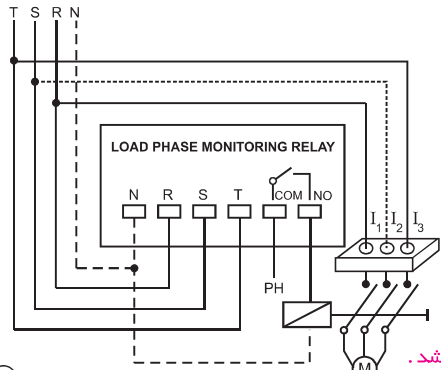 T S R N
LOAD PHASE MONITORING RELAY
COM NO
N R S T
I1 I2 I3
PH
M
شد.